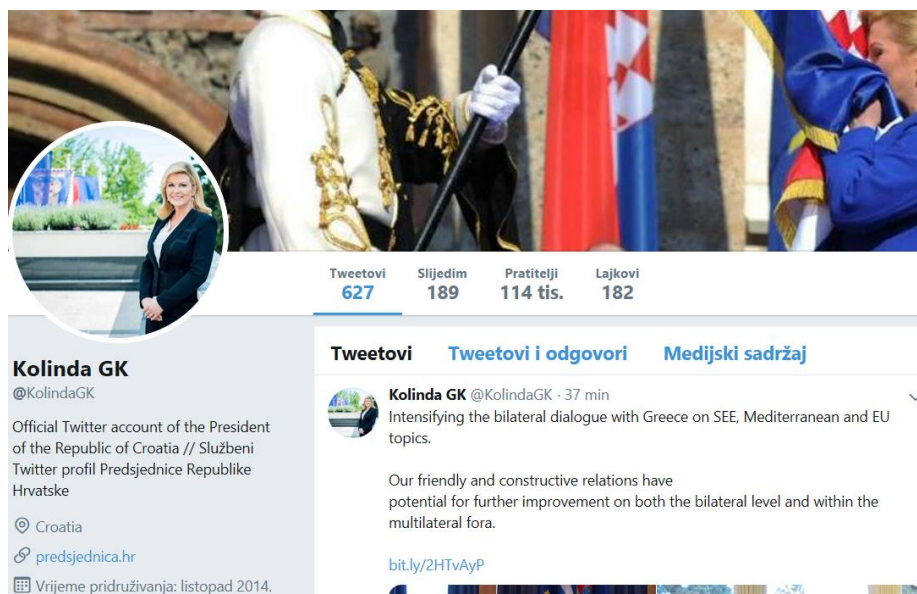 Tweetovi
627
Slijedim
189
Pratitelji
114 tis.
Lajkovi
182
Kolinda GK
@KolindaGK
Official Twitter account of the President
of the Republic of Croatia // Službeni
Twitter profil Predsjednice Republike
Hrvatske
Croatia
predsjednica.hr
Vrijeme pridruživanja: listopad 2014.
Tweetovi Tweetovi i odgovori Medijski sadržaj
Kolinda GK @KolindaGK · 37 min
Intensifying the bilateral dialogue with Greece on SEE, Mediterranean and EU
topics.
Our friendly and constructive relations have
potential for further improvement on both the bilateral level and within the
multilateral fora.
bit.ly/2HTvAyP